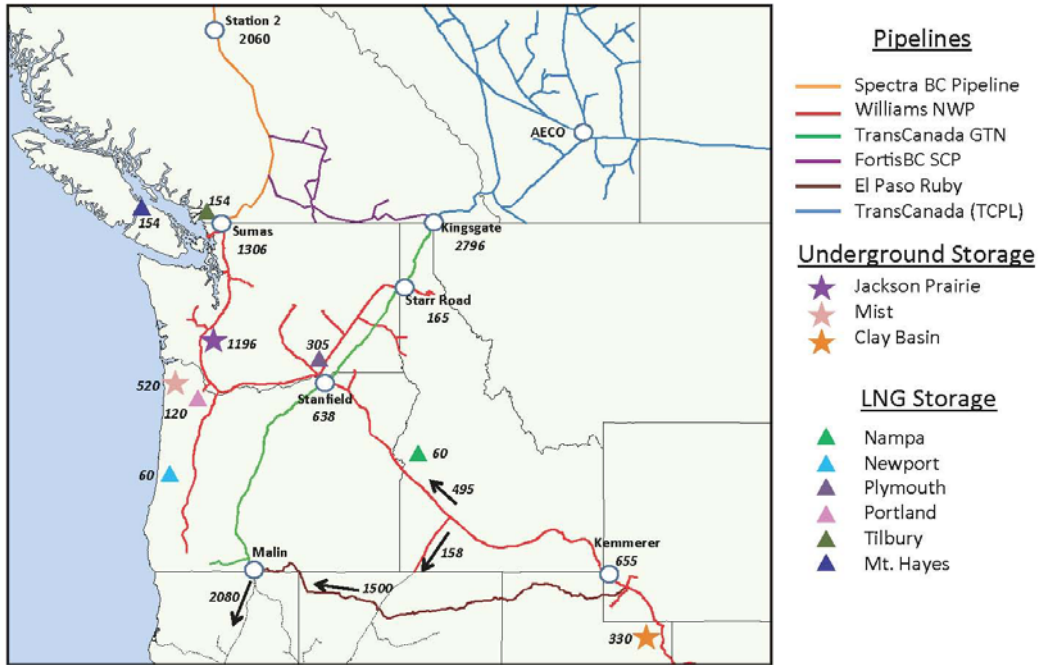 Station 2
2060
AECO
154
154
Sumas
1306
Kingsgate
2796
Starr Road
165
1196
305
520
120
Stanfield
638
60
60
495
158
Kemmerer
655
Malin
2080
1500
330
Pipelines
Spectra BC Pipeline
Williams NWP
TransCanada GTN
FortisBC SCP
El Paso Ruby
TransCanada (TCPL)
Underground Storage
Jackson Prairie
Mist
Clay Basin
LNG Storage
Nampa
Newport
Plymouth
Portland
Tilbury
Mt. Hayes